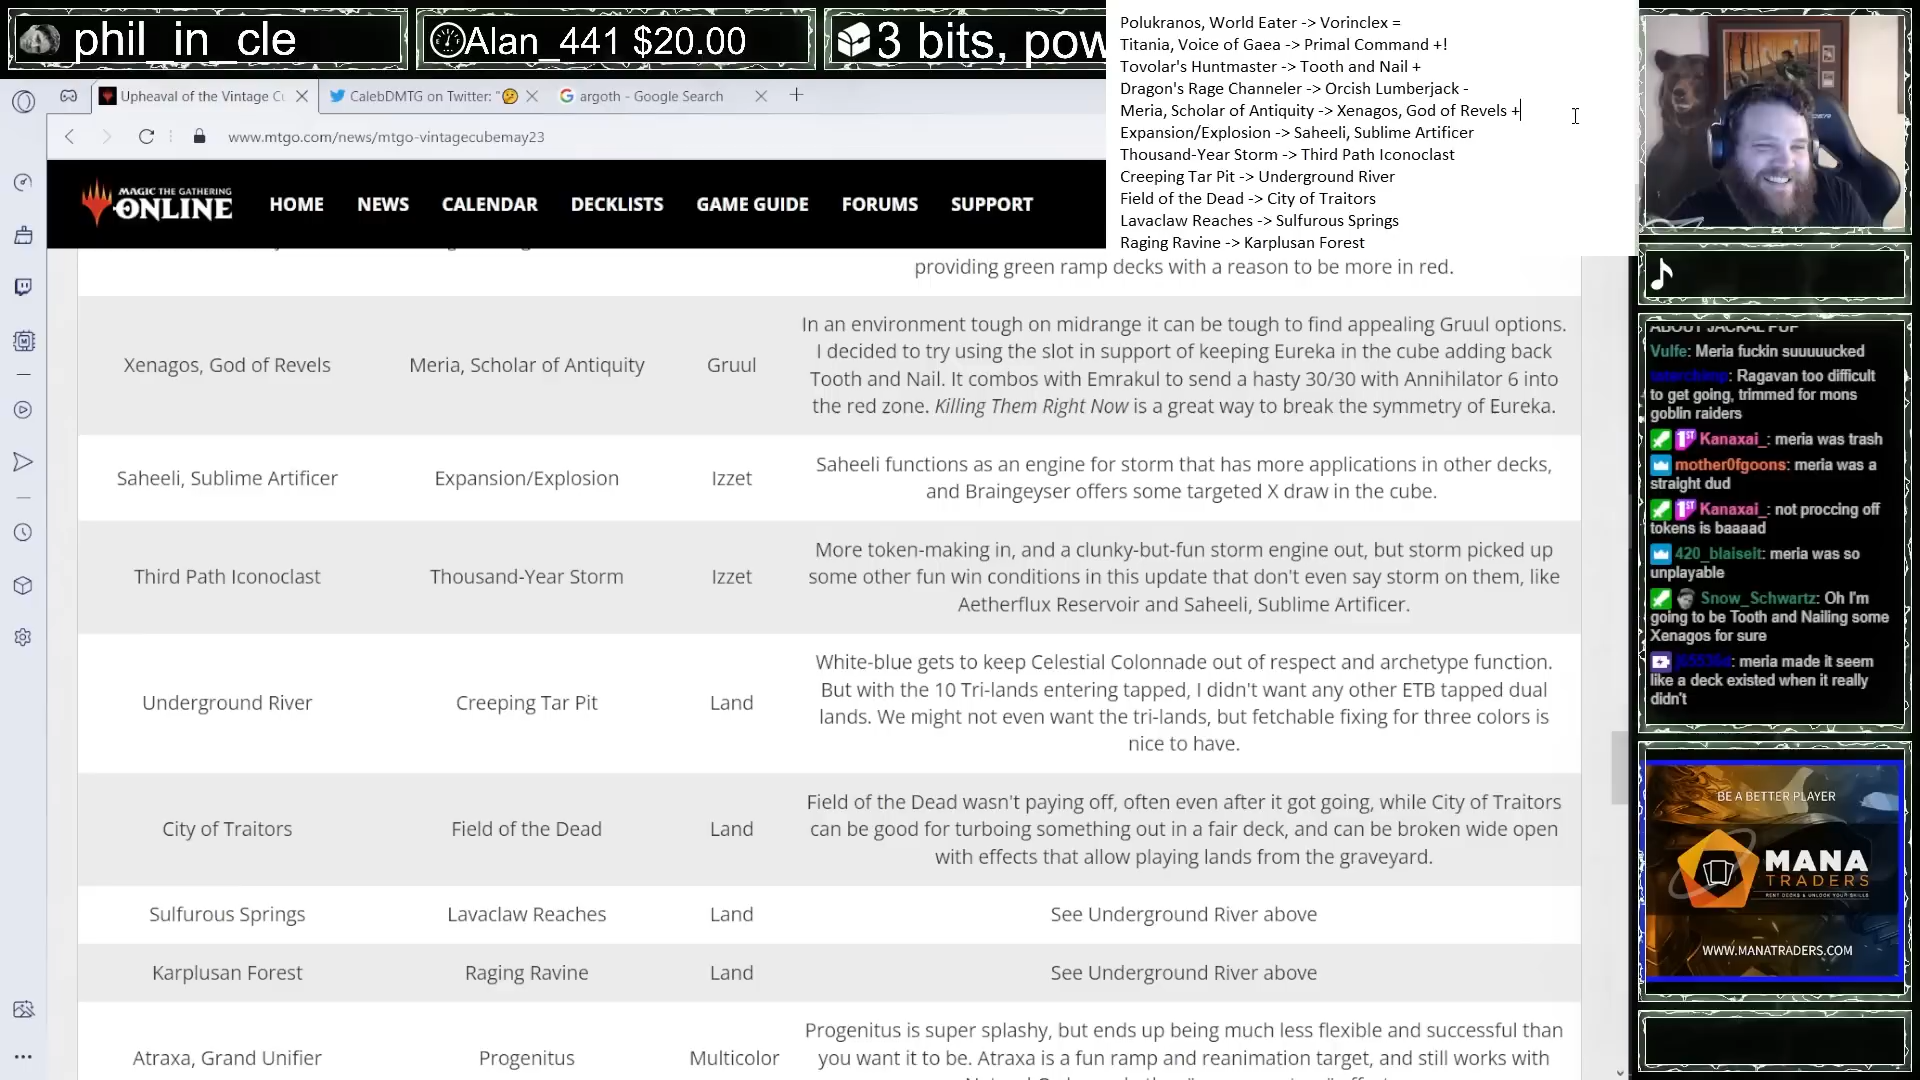 phil_in_cle
Alan_441 $20.00
3 bits, pow
Polukranos, World Eater -> Vorinclex =
Titania, Voice of Gaea -> Primal Command +!
Tovolar's Huntmaster -> Tooth and Nail +
Dragon's Rage Channeler -> Orcish Lumberjack -
Meria, Scholar of Antiquity -> Xenagos, God of Revels +
Expansion/Explosion -> Saheeli, Sublime Artificer
Thousand-Year Storm -> Third Path Iconoclast
Creeping Tar Pit -> Underground River
Field of the Dead -> City of Traitors
Lavaclaw Reaches -> Sulfurous Springs
Raging Ravine -> Karplusan Forest
Upheaval of the Vintage Cu
CalebDMTG on Twitter: "
argoth - Google Search
www.mtgo.com/news/mtgo-vintagecubemay23
MAGIC THE GATHERING
ONLINE
HOME NEWS CALENDAR DECKLISTS GAME GUIDE FORUMS SUPPORT
providing green ramp decks with a reason to be more in red.
Xenagos, God of Revels
Meria, Scholar of Antiquity
Gruul
In an environment tough on midrange it can be tough to find appealing Gruul options.
I decided to try using the slot in support of keeping Eureka in the cube adding back
Tooth and Nail. It combos with Emrakul to send a hasty 30/30 with Annihilator 6 into
the red zone. Killing Them Right Now is a great way to break the symmetry of Eureka.
Saheeli, Sublime Artificer
Expansion/Explosion
Izzet
Saheeli functions as an engine for storm that has more applications in other decks,
and Braingeyser offers some targeted X draw in the cube.
Third Path Iconoclast
Thousand-Year Storm
Izzet
More token-making in, and a clunky-but-fun storm engine out, but storm picked up
some other fun win conditions in this update that don't even say storm on them, like
Aetherflux Reservoir and Saheeli, Sublime Artificer.
Underground River
Creeping Tar Pit
Land
White-blue gets to keep Celestial Colonnade out of respect and archetype function.
But with the 10 Tri-lands entering tapped, I didn't want any other ETB tapped dual
lands. We might not even want the tri-lands, but fetchable fixing for three colors is
nice to have.
City of Traitors
Field of the Dead
Land
Field of the Dead wasn't paying off, often even after it got going, while City of Traitors
can be good for turboing something out in a fair deck, and can be broken wide open
with effects that allow playing lands from the graveyard.
Sulfurous Springs
Lavaclaw Reaches
Land
See Underground River above
Karplusan Forest
Raging Ravine
Land
See Underground River above
Atraxa, Grand Unifier
Progenitus
Multicolor
Progenitus is super splashy, but ends up being much less flexible and successful than
you want it to be. Atraxa is a fun ramp and reanimation target, and still works with
ABOUT JACKAL PUP
Vulfe: Meria fuckin suuuuucked
: Ragavan too difficult
to get going, trimmed for mons
goblin raiders
Kanaxai_: meria was trash
mother0fgoons: meria was a
straight dud
Kanaxai_: not proccing off
tokens is baaaad
420_blaiseit: meria was so
unplayable
Snow_Schwartz: Oh I'm
going to be Tooth and Nailing some
Xenagos for sure
: meria made it seem
like a deck existed when it really
didn't
BE A BETTER PLAYER
MANA
TRADERS
RENT DECKS & UNLOCK YOUR SKILLS
WWW.MANATRADERS.COM